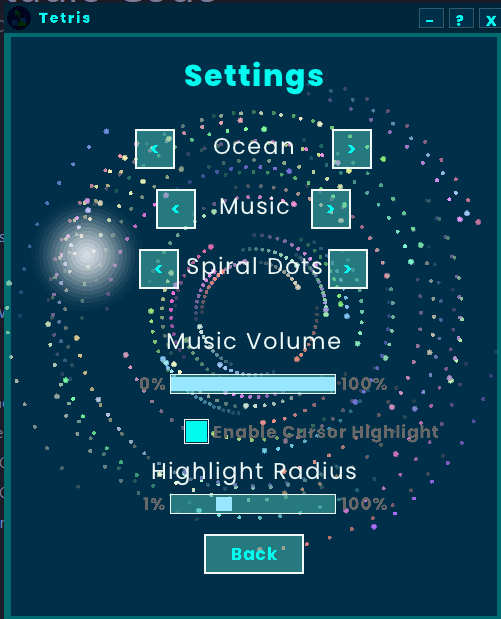 Tetris
- ? X
Settings
< Ocean >
< Music >
< Spiral Dots >
Music Volume
0% 100%
Enable Cursor Highlight
Highlight Radius
1% 100%
Back